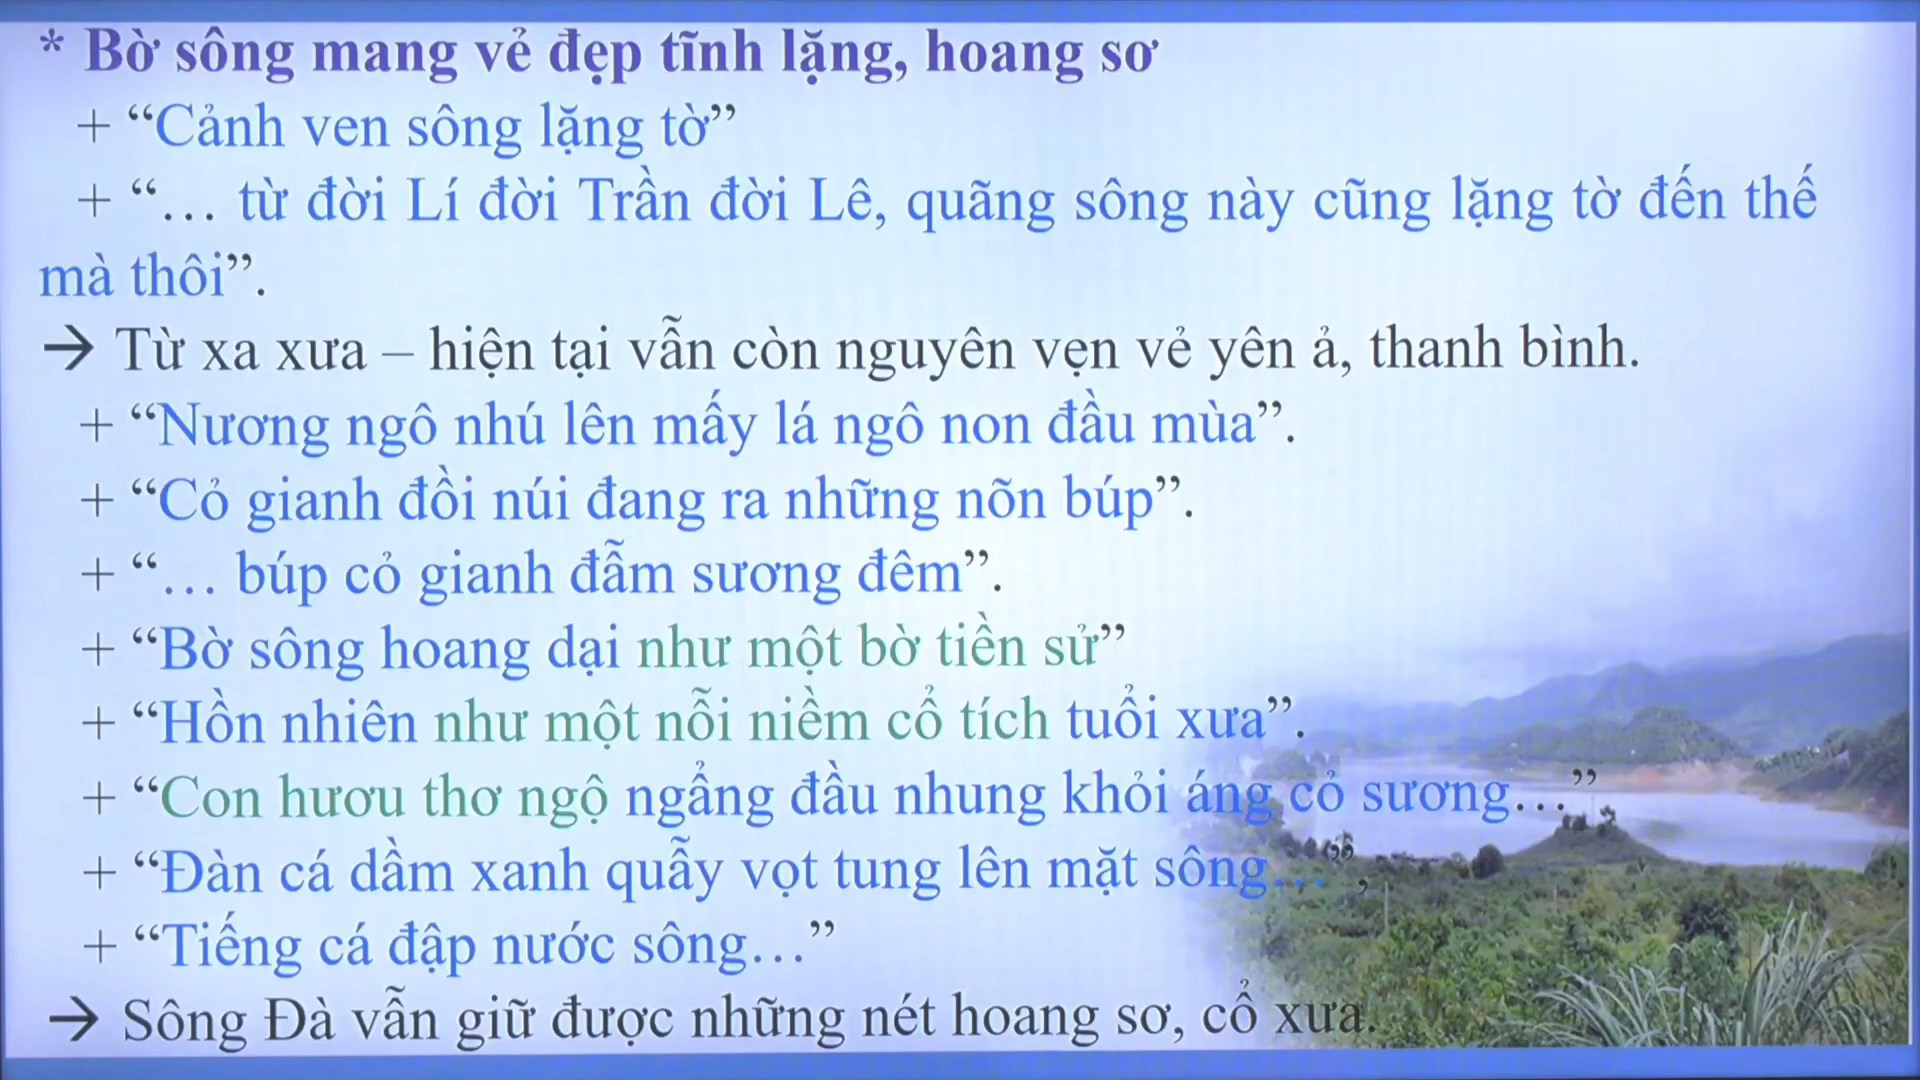 * Bờ sông mang vẻ đẹp tĩnh lặng, hoang sơ
+ “Cảnh ven sông lặng tờ”
+ “… từ đời Lí đời Trần đời Lê, quãng sông này cũng lặng tờ đến thế
mà thôi”.
→ Từ xa xưa – hiện tại vẫn còn nguyên vẹn vẻ yên ả, thanh bình.
+ “Nương ngô nhú lên mấy lá ngô non đầu mùa”.
+ “Cỏ gianh đồi núi đang ra những nõn búp”.
+ “… búp cỏ gianh đẫm sương đêm”.
+ “Bờ sông hoang dại như một bờ tiền sử”
+ “Hồn nhiên như một nỗi niềm cổ tích tuổi xưa”.
+ “Con hươu thơ ngộ ngẩng đầu nhung khỏi áng cỏ sương…”
+ “Đàn cá dầm xanh quẫy vọt tung lên mặt sông…”,
+ “Tiếng cá đập nước sông…”
→ Sông Đà vẫn giữ được những nét hoang sơ, cổ xưa.